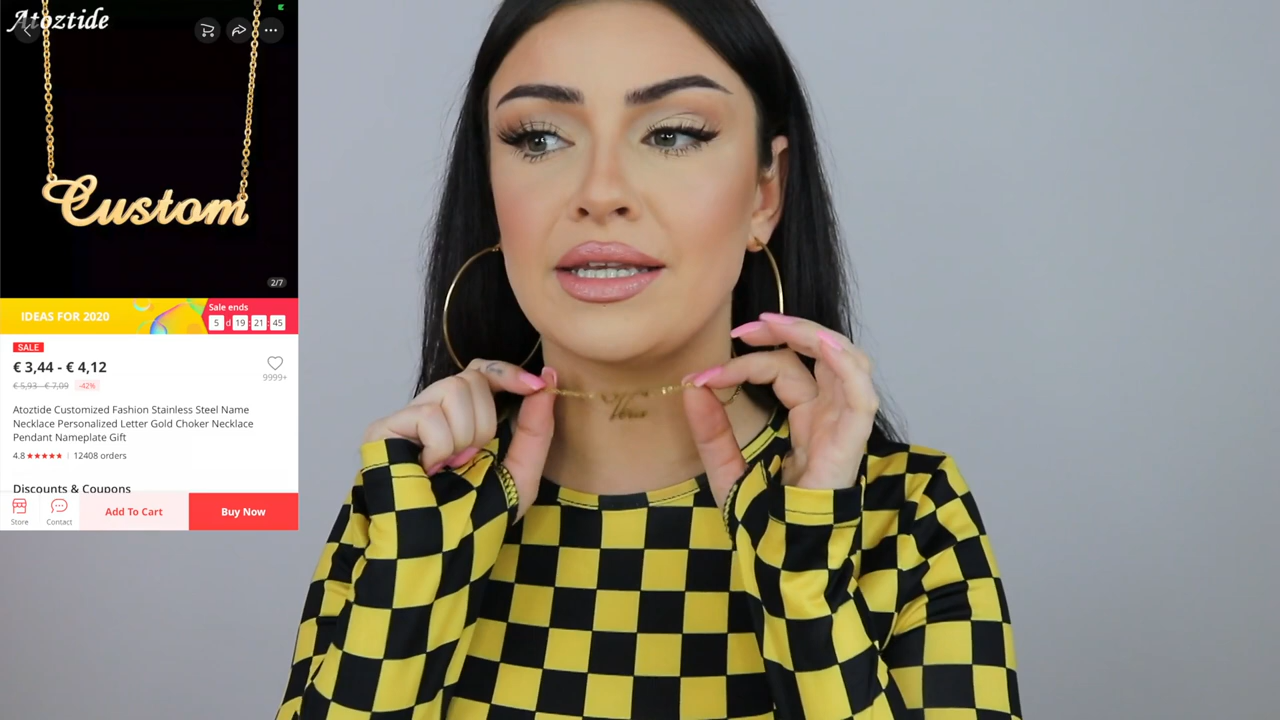 Atoztide
Custom
2/7
IDEAS FOR 2020
Sale ends
5 d 19 : 21 : 45
SALE
€ 3,44 - € 4,12
€ 5,93 - € 7,09 -42%
9999+
Atoztide Customized Fashion Stainless Steel Name
Necklace Personalized Letter Gold Choker Necklace
Pendant Nameplate Gift
4.8 | 12408 orders
Discounts & Coupons
Store
Contact
Add To Cart
Buy Now